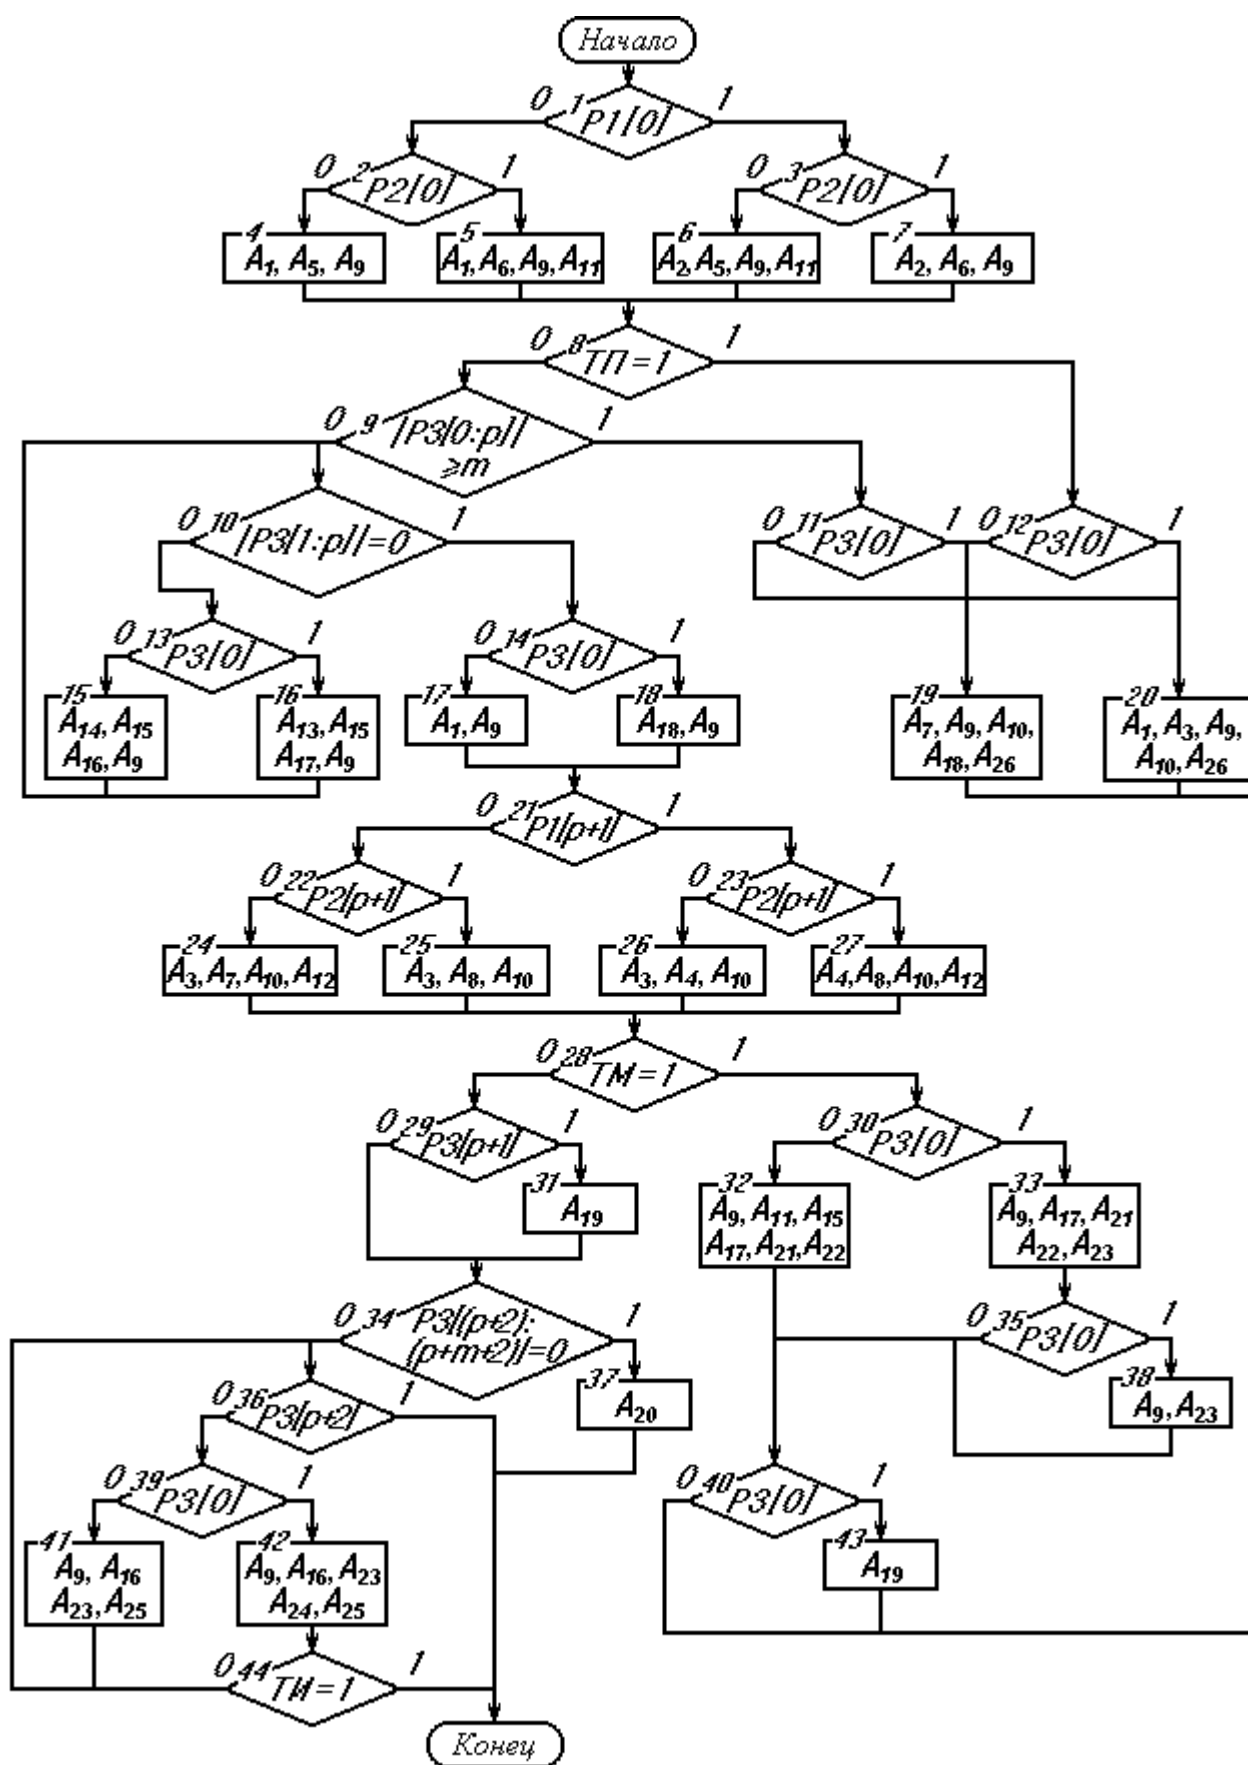 Начало
0 1 1
P1[0]
0 2 1 0 3 1
P2[0] P2[0]
4 5 6 7
A1, A5, A9 A1, A6, A9, A11 A2, A5, A9, A11 A2, A6, A9
0 8 1
ТП = 1
0 9 1
|P3[0:p]|
≥m
0 10 1 0 11 1 0 12 1
|P3[1:p]|=0 P3[0] P3[0]
0 13 1 0 14 1
P3[0] P3[0]
15 16 17 18 19 20
A14, A15 A13, A15 A1, A9 A18, A9 A7, A9, A10, A1, A3, A9,
A16, A9 A17, A9 A18, A26 A10, A26
0 21 1
P1[p+1]
0 22 1 0 23 1
P2[p+1] P2[p+1]
24 25 26 27
A3, A7, A10, A12 A3, A8, A10 A3, A4, A10 A4, A8, A10, A12
0 28 1
ТМ = 1
0 29 1 0 30 1
P3[p+1] P3[0]
31 32 33
A19 A9, A11, A15 A9, A17, A21
A17, A21, A22 A22, A23
0 34 1 0 35 1
P3[(p+2): P3[0]
(p+m+2)]=0
0 36 1 37 38
P3[p+2] A20 A9, A23
0 39 1 0 40 1
P3[0] P3[0]
41 42 43
A9, A16 A9, A16, A23 A19
A23, A25 A24, A25
0 44 1
ТИ = 1
Конец